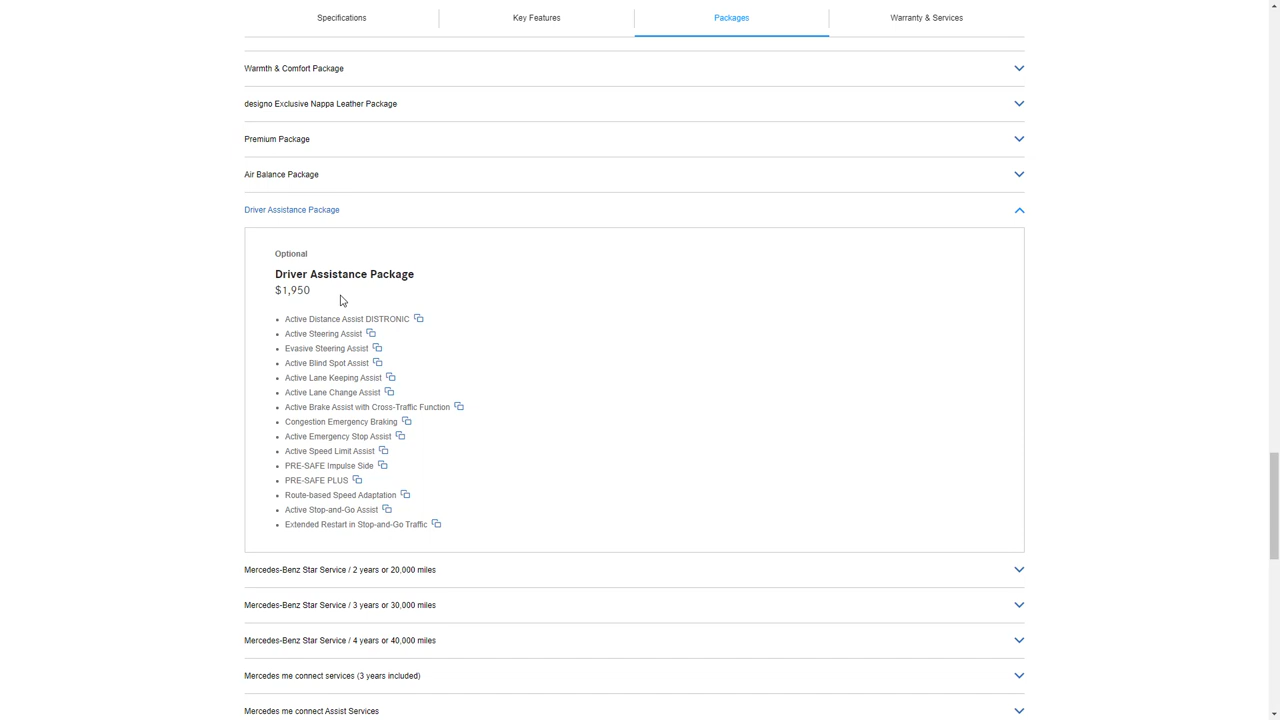 Specifications
Key Features
Packages
Warranty & Services
Warmth & Comfort Package
designo Exclusive Nappa Leather Package
Premium Package
Air Balance Package
Driver Assistance Package
Optional
Driver Assistance Package
$1,950
Active Distance Assist DISTRONIC
Active Steering Assist
Evasive Steering Assist
Active Blind Spot Assist
Active Lane Keeping Assist
Active Lane Change Assist
Active Brake Assist with Cross-Traffic Function
Congestion Emergency Braking
Active Emergency Stop Assist
Active Speed Limit Assist
PRE-SAFE Impulse Side
PRE-SAFE PLUS
Route-based Speed Adaptation
Active Stop-and-Go Assist
Extended Restart in Stop-and-Go Traffic
Mercedes-Benz Star Service / 2 years or 20,000 miles
Mercedes-Benz Star Service / 3 years or 30,000 miles
Mercedes-Benz Star Service / 4 years or 40,000 miles
Mercedes me connect services (3 years included)
Mercedes me connect Assist Services